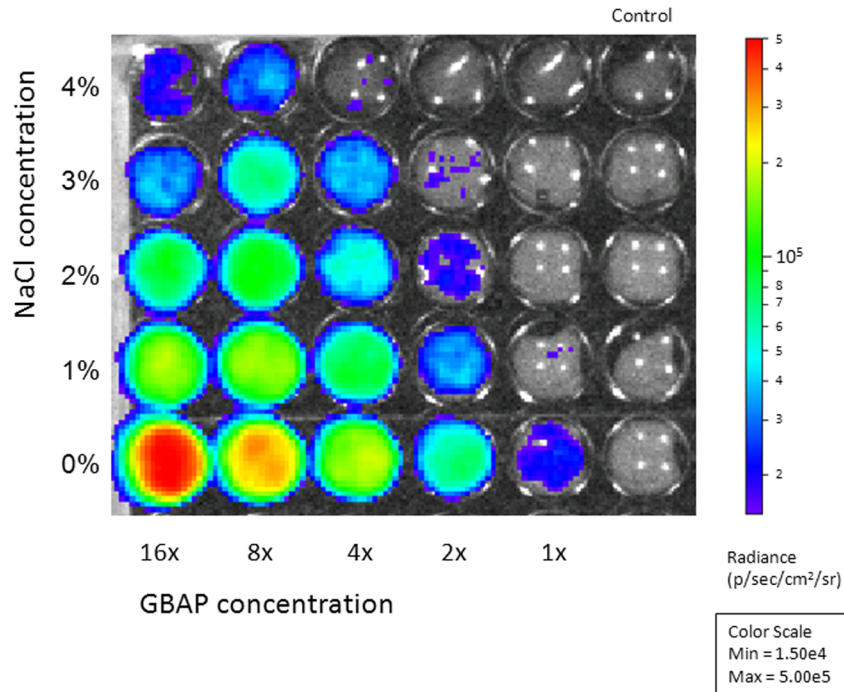 Control
NaCl concentration
4%
3%
2%
1%
0%
16x 8x 4x 2x 1x
GBAP concentration
5
4
3
2
10⁵
8
7
6
5
4
3
2
Radiance
(p/sec/cm²/sr)
Color Scale
Min = 1.50e4
Max = 5.00e5